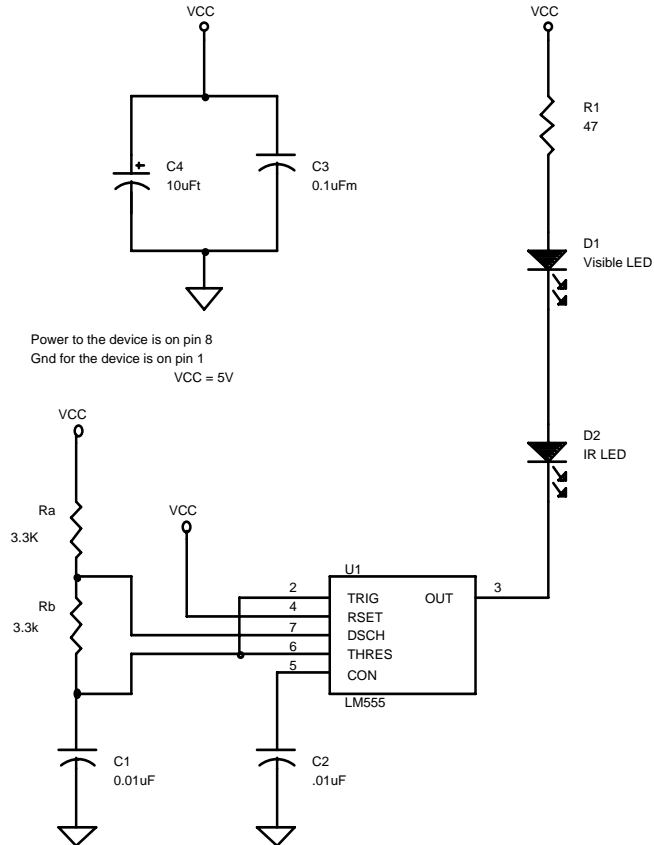 VCC
VCC
R1
47
+
C4
10uFt
C3
0.1uFm
D1
Visible LED
Power to the device is on pin 8
Gnd for the device is on pin 1
VCC = 5V
VCC
D2
IR LED
Ra
3.3K
VCC
U1
Rb
3.3k
2
TRIG
OUT
3
4
RSET
7
DSCH
6
THRES
5
CON
LM555
C1
0.01uF
C2
.01uF